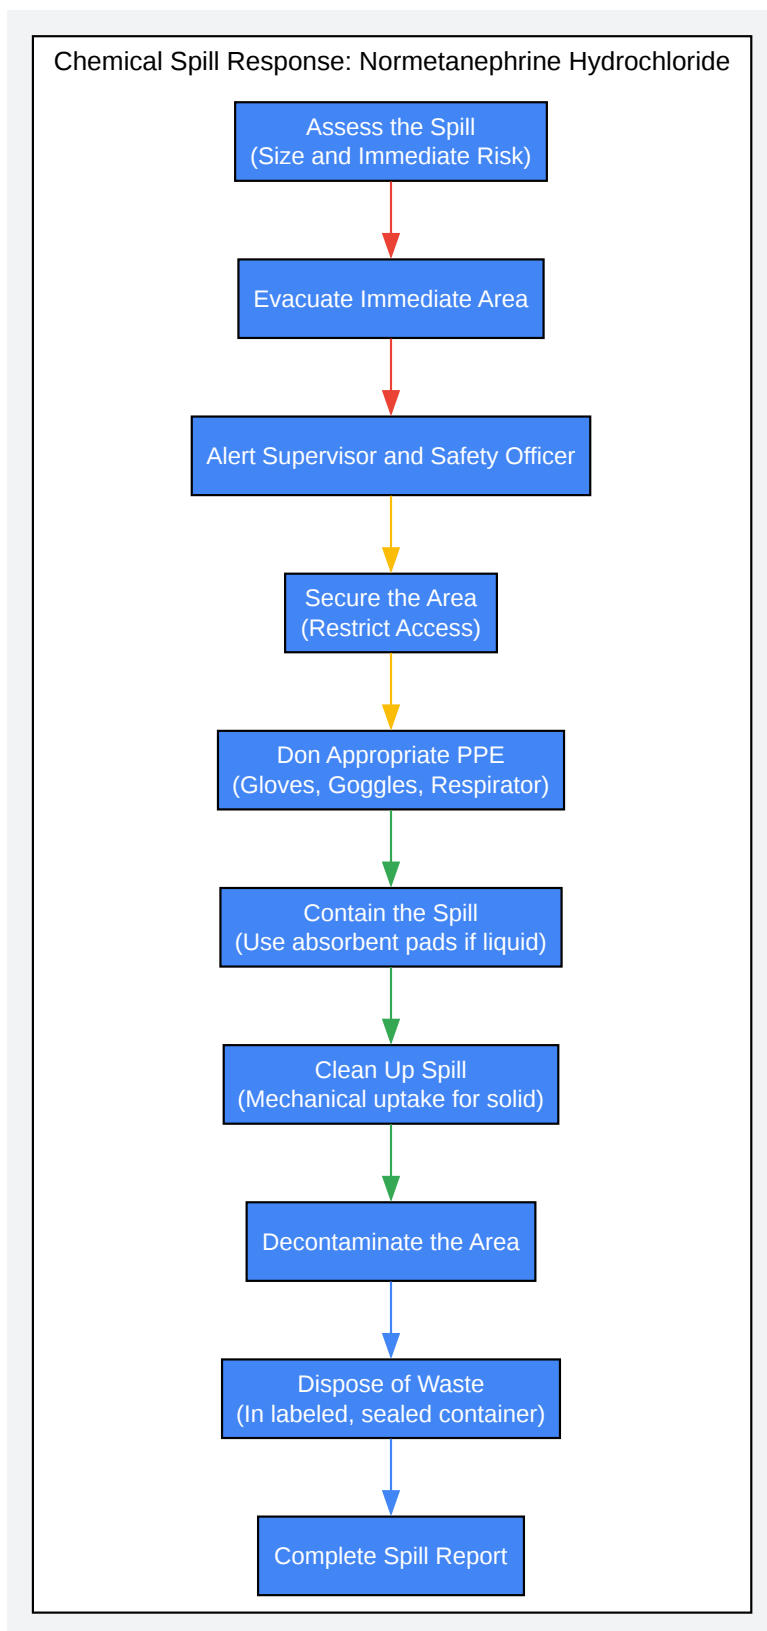 Chemical Spill Response: Normetanephrine Hydrochloride
Assess the Spill
(Size and Immediate Risk)
Evacuate Immediate Area
Alert Supervisor and Safety Officer
Secure the Area
(Restrict Access)
Don Appropriate PPE
(Gloves, Goggles, Respirator)
Contain the Spill
(Use absorbent pads if liquid)
Clean Up Spill
(Mechanical uptake for solid)
Decontaminate the Area
Dispose of Waste
(In labeled, sealed container)
Complete Spill Report